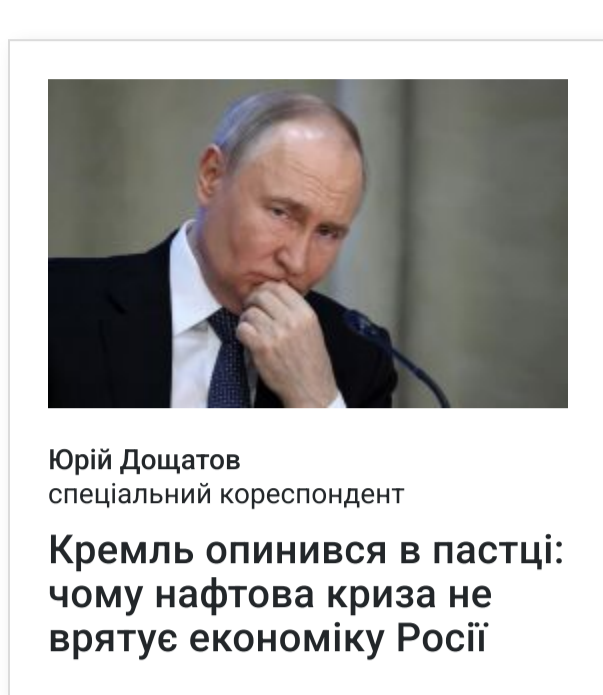 Юрій Дощатов
спеціальний кореспондент
Кремль опинився в пастці:
чому нафтова криза не
врятує економіку Росії